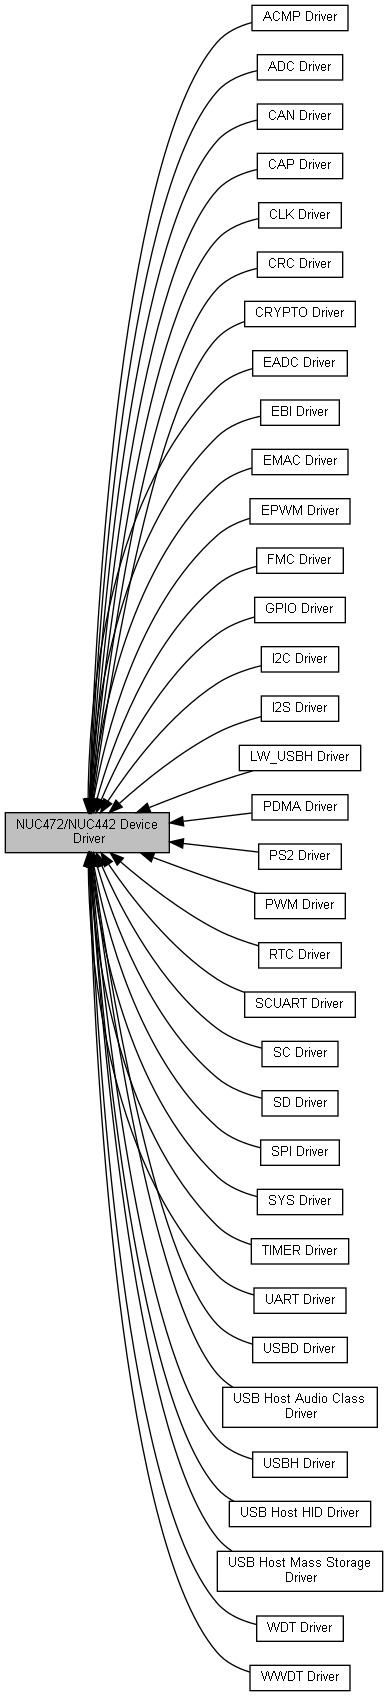 ACMP Driver
ADC Driver
CAN Driver
CAP Driver
CLK Driver
CRC Driver
CRYPTO Driver
EADC Driver
EBI Driver
EMAC Driver
EPWM Driver
FMC Driver
GPIO Driver
I2C Driver
I2S Driver
LW_USBH Driver
PDMA Driver
NUC472/NUC442 Device
Driver
PS2 Driver
PWM Driver
RTC Driver
SCUART Driver
SC Driver
SD Driver
SPI Driver
SYS Driver
TIMER Driver
UART Driver
USBD Driver
USB Host Audio Class
Driver
USBH Driver
USB Host HID Driver
USB Host Mass Storage
Driver
WDT Driver
WWDT Driver